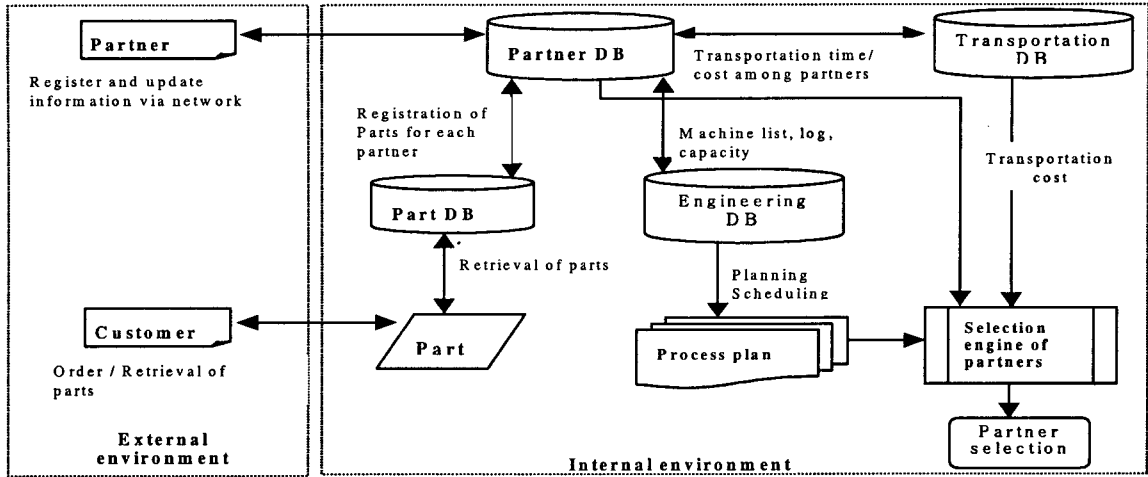 Partner
Register and update
information via network
Customer
Order / Retrieval of
parts
External
environment
Partner DB
Transportation time/
cost among partners
Transportation
DB
Registration of
Parts for each
partner
Machine list, log,
capacity
Transportation
cost
Part DB
Engineering
DB
Retrieval of parts
Planning
Scheduling
Part
Process plan
Selection
engine of
partners
Partner
selection
Internal environment